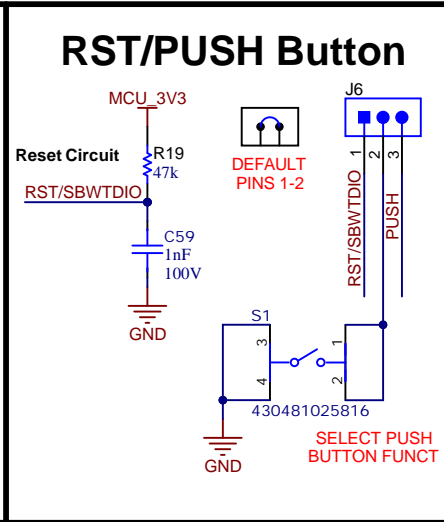 RST/PUSH Button
MCU_3V3
Reset Circuit
R19
47k
RST/SBWTDIO
C59
1nF
100V
GND
DEFAULT
PINS 1-2
J6
1
2
3
RST/SBWTDIO
PUSH
S1
3
4
1
2
430481025816
GND
SELECT PUSH
BUTTON FUNCT